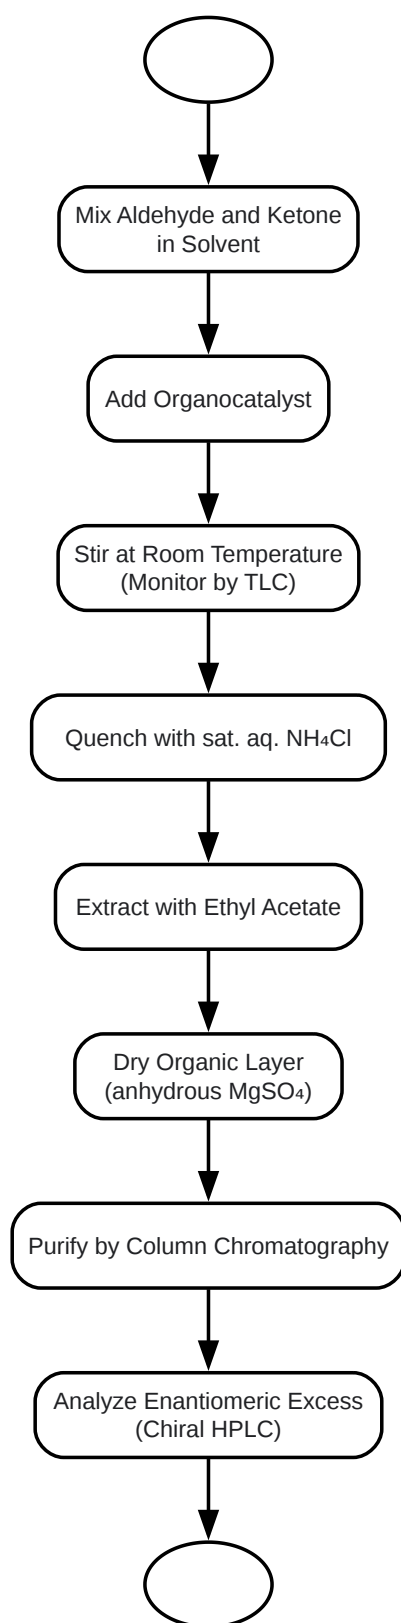 Mix Aldehyde and Ketone
in Solvent
Add Organocatalyst
Stir at Room Temperature
(Monitor by TLC)
Quench with sat. aq. NH₄Cl
Extract with Ethyl Acetate
Dry Organic Layer
(anhydrous MgSO₄)
Purify by Column Chromatography
Analyze Enantiomeric Excess
(Chiral HPLC)